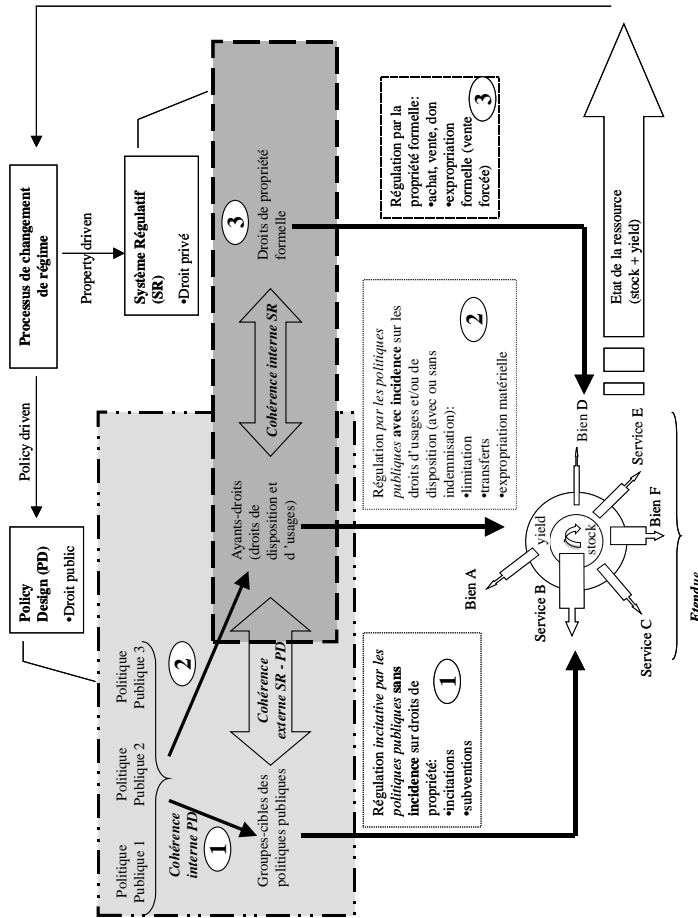 Processus de changement
de régime
Policy driven
Property driven
Policy
Design (PD)
•Droit public
Système Régulatif
(SR)
•Droit privé
Politique
Publique 1
Politique
Publique 2
Politique
Publique 3
Cohérence
interne PD
1
2
3
Groupes-cibles des
politiques publiques
Cohérence
externe SR - PD
Ayants-droits
(droits de
disposition et
d 'usages)
Cohérence interne SR
Droits de propriété
formelle
Régulation incitative par les
politiques publiques sans
incidence sur droits de
propriété:
•incitations
•subventions
1
Régulation par les politiques
publiques avec incidence sur les
droits d'usages et/ou de
disposition (avec ou sans
indemnisation):
•limitation
•transferts
•expropriation matérielle
2
Régulation par la
propriété formelle:
•achat, vente, don
•expropriation
formelle (vente
forcée)
3
Bien A
Service B
Service C
Bien D
Service E
Bien F
yield
stock
Etendue
Etat de la ressource
(stock + yield)